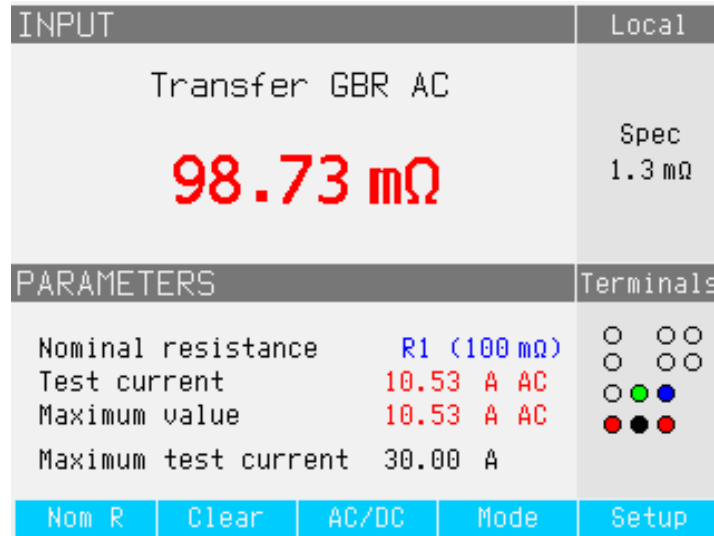 INPUT
Local
Transfer GBR AC
98.73 mΩ
Spec
1.3 mΩ
PARAMETERS
Terminals
Nominal resistance R1 (100 mΩ)
Test current 10.53 A AC
Maximum value 10.53 A AC
Maximum test current 30.00 A
Nom R Clear AC/DC Mode Setup